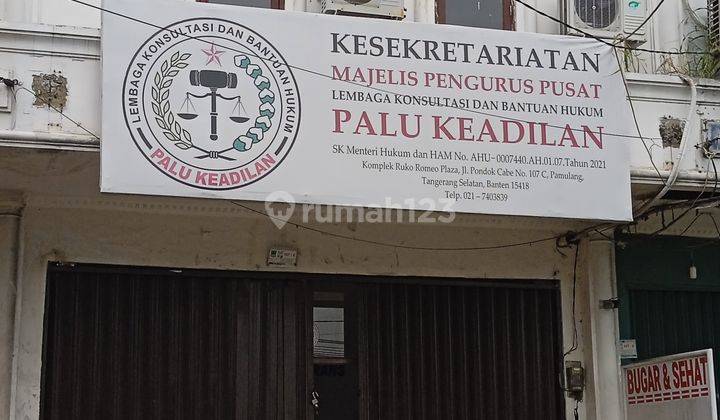 LEMBAGA KONSULTASI DAN BANTUAN HUKUM
PALU KEADILAN
KESEKRETARIATAN
MAJELIS PENGURUS PUSAT
LEMBAGA KONSULTASI DAN BANTUAN HUKUM
PALU KEADILAN
SK Menteri Hukum dan HAM No. AHU-0007440.AH.01.07.Tahun 2021
Komplek Ruko Romeo Plaza, Jl. Pondok Cabe No. 107 C, Pamulang,
Tangerang Selatan, Banten 15418
Telp. 021 - 7403839
rumah123
BUGAR & SEHAT